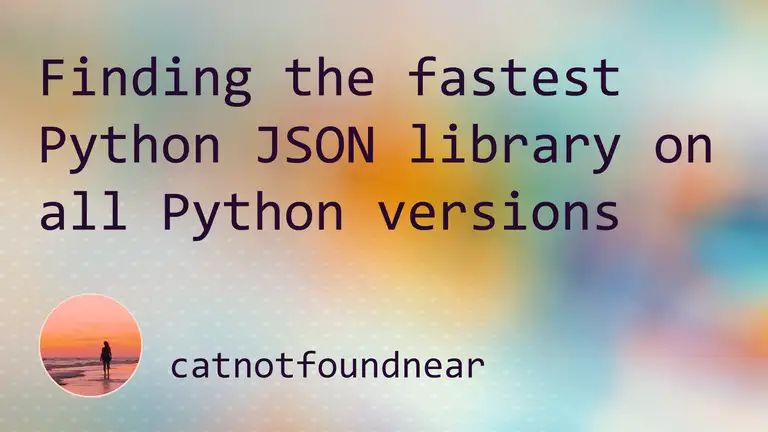 Finding the fastest
Python JSON library on
all Python versions
catnotfoundnear